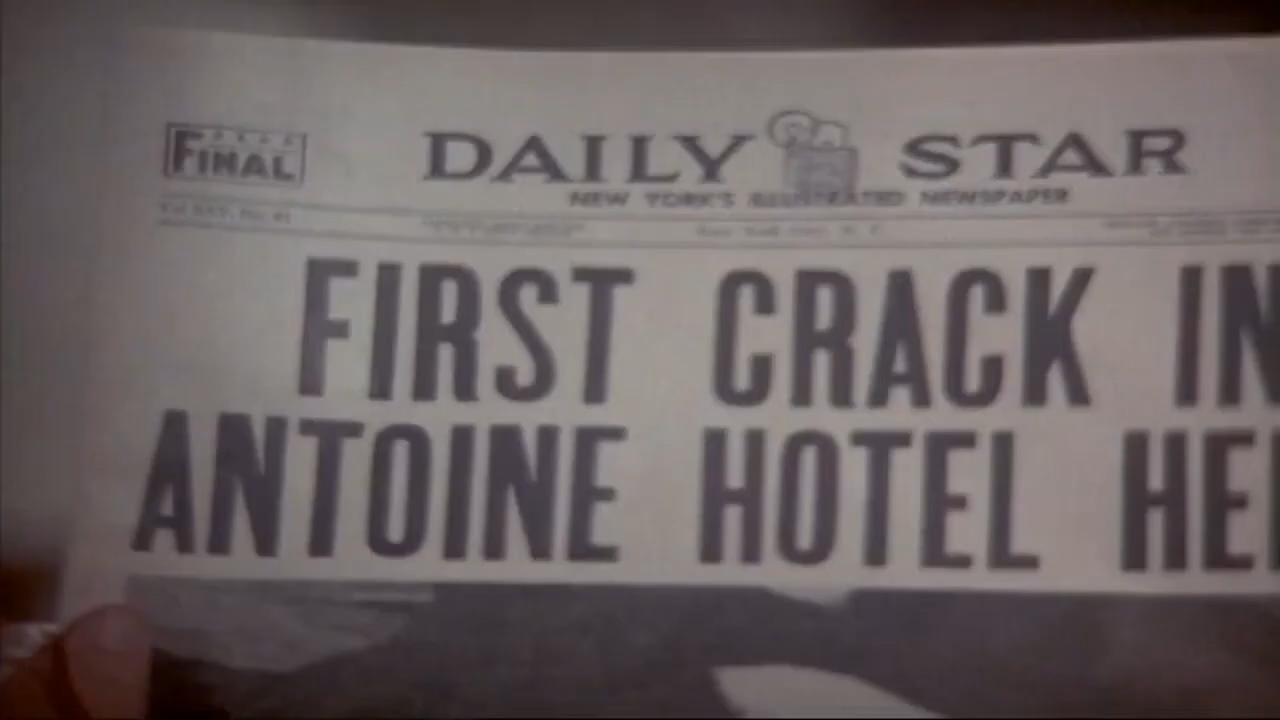 FINAL
DAILY STAR
NEW YORK'S ILLUSTRATED NEWSPAPER
FIRST CRACK IN
ANTOINE HOTEL HE